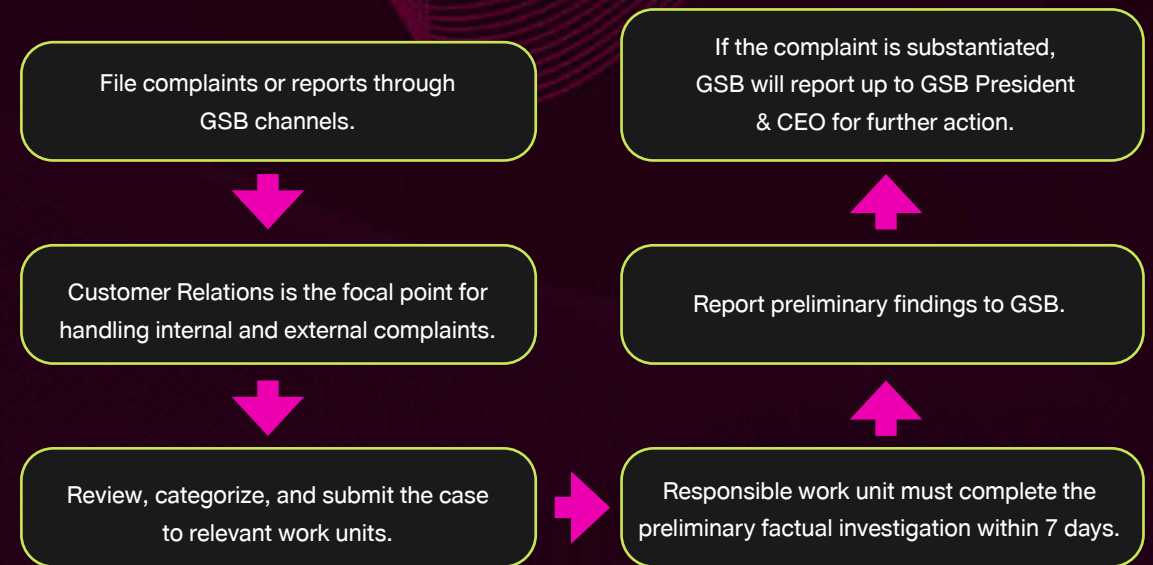 File complaints or reports through
GSB channels.
Customer Relations is the focal point for
handling internal and external complaints.
Review, categorize, and submit the case
to relevant work units.
Responsible work unit must complete the
preliminary factual investigation within 7 days.
Report preliminary findings to GSB.
If the complaint is substantiated,
GSB will report up to GSB President
& CEO for further action.